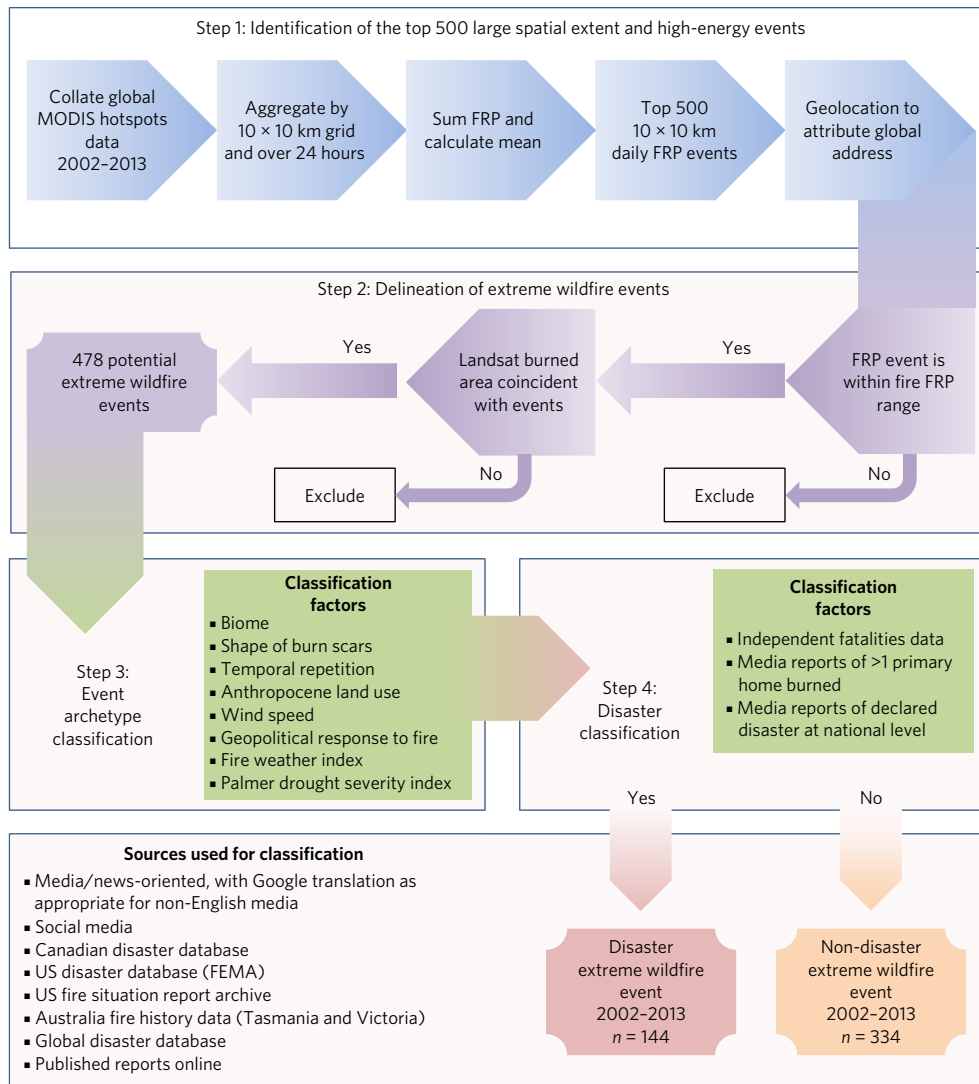 Step 1: Identification of the top 500 large spatial extent and high-energy events
Collate global
MODIS hotspots
data
2002–2013
Aggregate by
10 × 10 km grid
and over 24 hours
Sum FRP and
calculate mean
Top 500
10 × 10 km
daily FRP events
Geolocation to
attribute global
address
Step 2: Delineation of extreme wildfire events
FRP event is
within fire FRP
range
Yes
No
Exclude
Landsat burned
area coincident
with events
Yes
No
Exclude
478 potential
extreme wildfire
events
Step 3:
Event
archetype
classification
Classification
factors
▪ Biome
▪ Shape of burn scars
▪ Temporal repetition
▪ Anthropocene land use
▪ Wind speed
▪ Geopolitical response to fire
▪ Fire weather index
▪ Palmer drought severity index
Step 4:
Disaster
classification
Classification
factors
▪ Independent fatalities data
▪ Media reports of >1 primary
home burned
▪ Media reports of declared
disaster at national level
Yes
No
Sources used for classification
▪ Media/news-oriented, with Google translation as
appropriate for non-English media
▪ Social media
▪ Canadian disaster database
▪ US disaster database (FEMA)
▪ US fire situation report archive
▪ Australia fire history data (Tasmania and Victoria)
▪ Global disaster database
▪ Published reports online
Disaster
extreme wildfire
event
2002–2013
n = 144
Non-disaster
extreme wildfire
event
2002–2013
n = 334